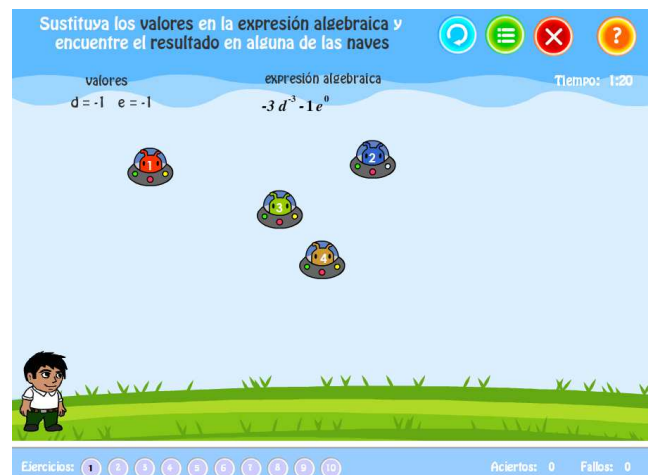 Sustituya los valores en la expresión algebraica y
encuentre el resultado en alguna de las naves
?
valores
expresión algebraica
Tiempo: 1:20
d = -1 e = -1
-3 d⁻³ - 1 e⁰
1
2
3
4
Ejercicios: 1 2 3 4 5 6 7 8 9 10
Aciertos: 0 Fallos: 0